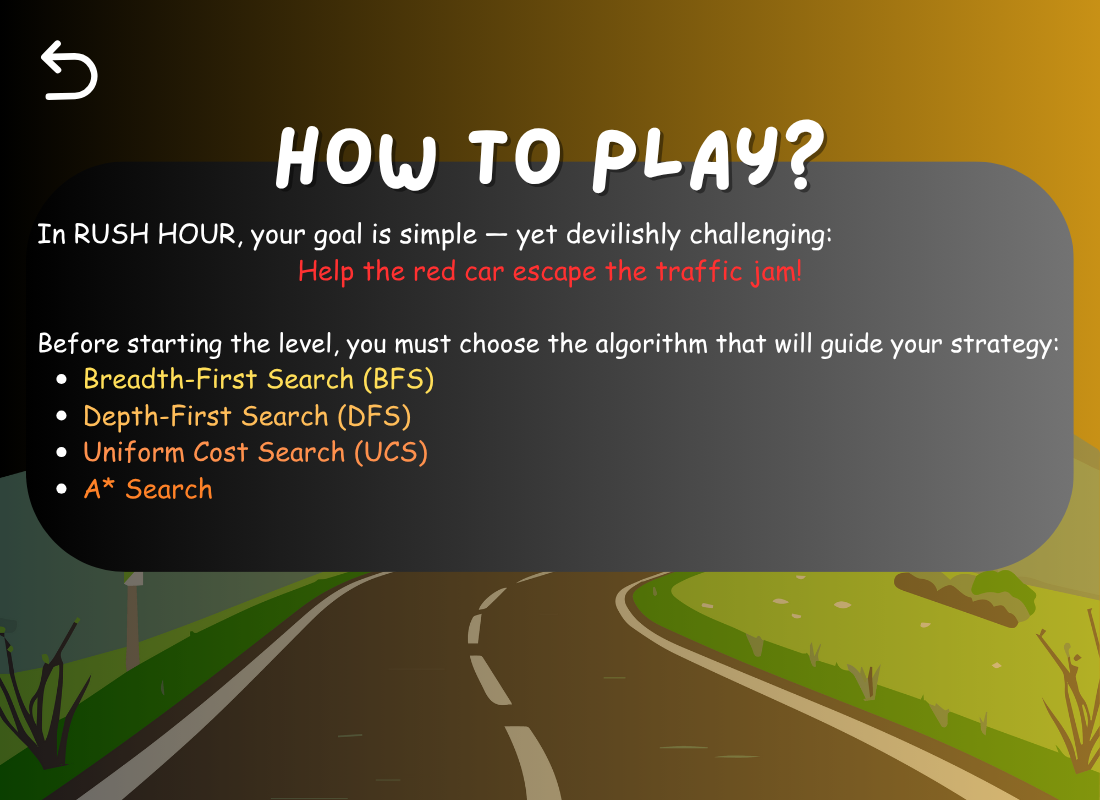 HOW TO PLAY?
In RUSH HOUR, your goal is simple — yet devilishly challenging:
Help the red car escape the traffic jam!
Before starting the level, you must choose the algorithm that will guide your strategy:
• Breadth-First Search (BFS)
• Depth-First Search (DFS)
• Uniform Cost Search (UCS)
• A* Search